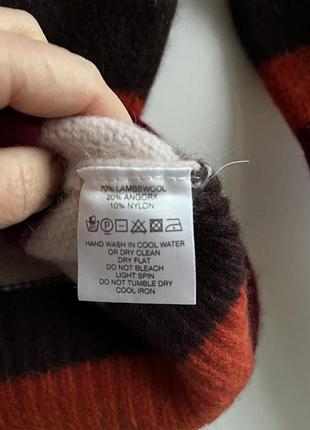 70% LAMBSWOOL
20% ANGORA
10% NYLON
HAND WASH IN COOL WATER
OR DRY CLEAN
DRY FLAT
DO NOT BLEACH
LIGHT SPIN
DO NOT TUMBLE DRY
COOL IRON